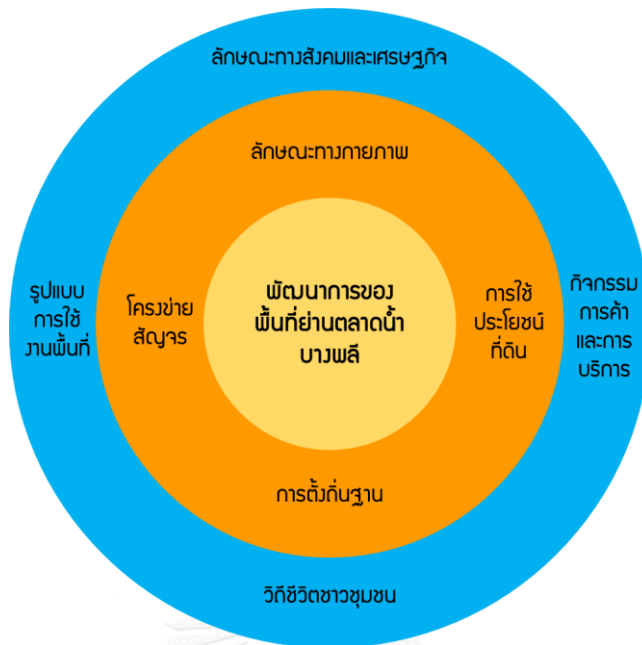 ลักษณะทางสังคมและเศรษฐกิจ
ลักษณะทางกายภาพ
รูปแบบ
การใช้
งานพื้นที่
โครงข่าย
สัญจร
พัฒนาการของ
พื้นที่ย่านตลาดน้ำ
บางพลี
การใช้
ประโยชน์
ที่ดิน
กิจกรรม
การค้า
และการ
บริการ
การตั้งถิ่นฐาน
วิถีชีวิตชาวชุมชน